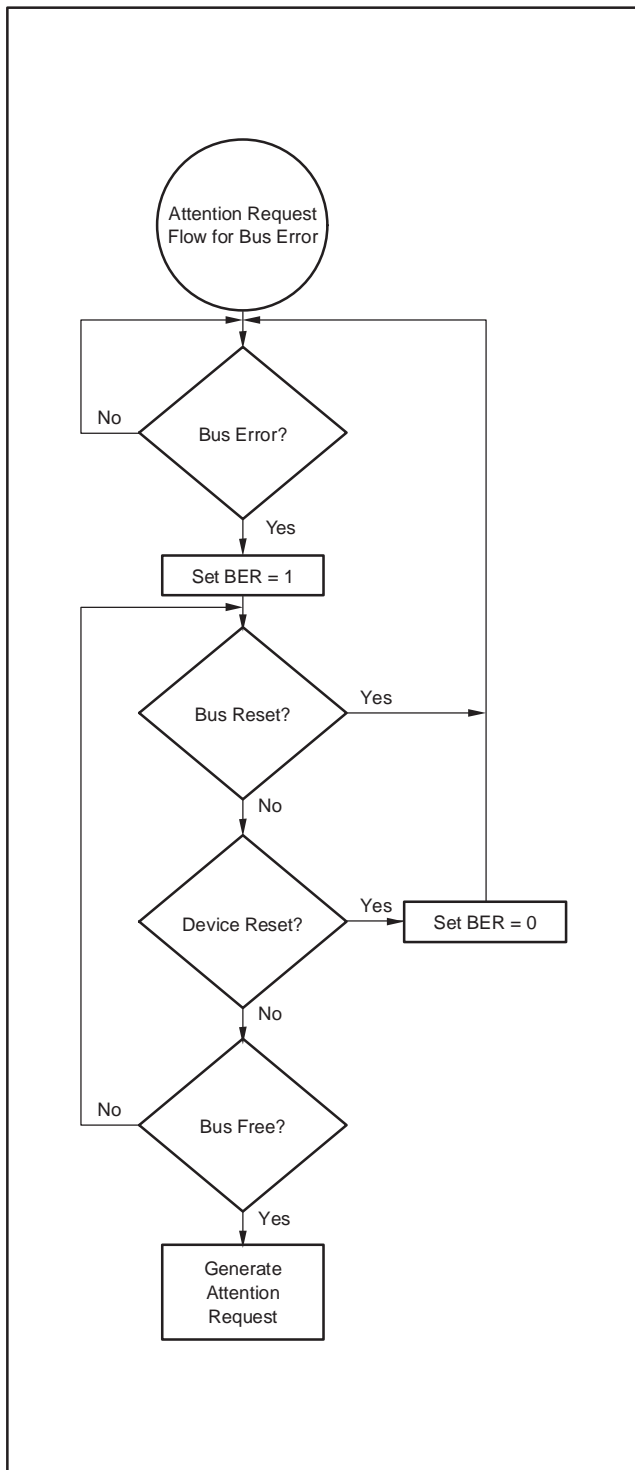 Attention Request
Flow for Bus Error
No
Bus Error?
Yes
Set BER = 1
Bus Reset?
Yes
No
Device Reset?
Yes
Set BER = 0
No
No
Bus Free?
Yes
Generate
Attention
Request